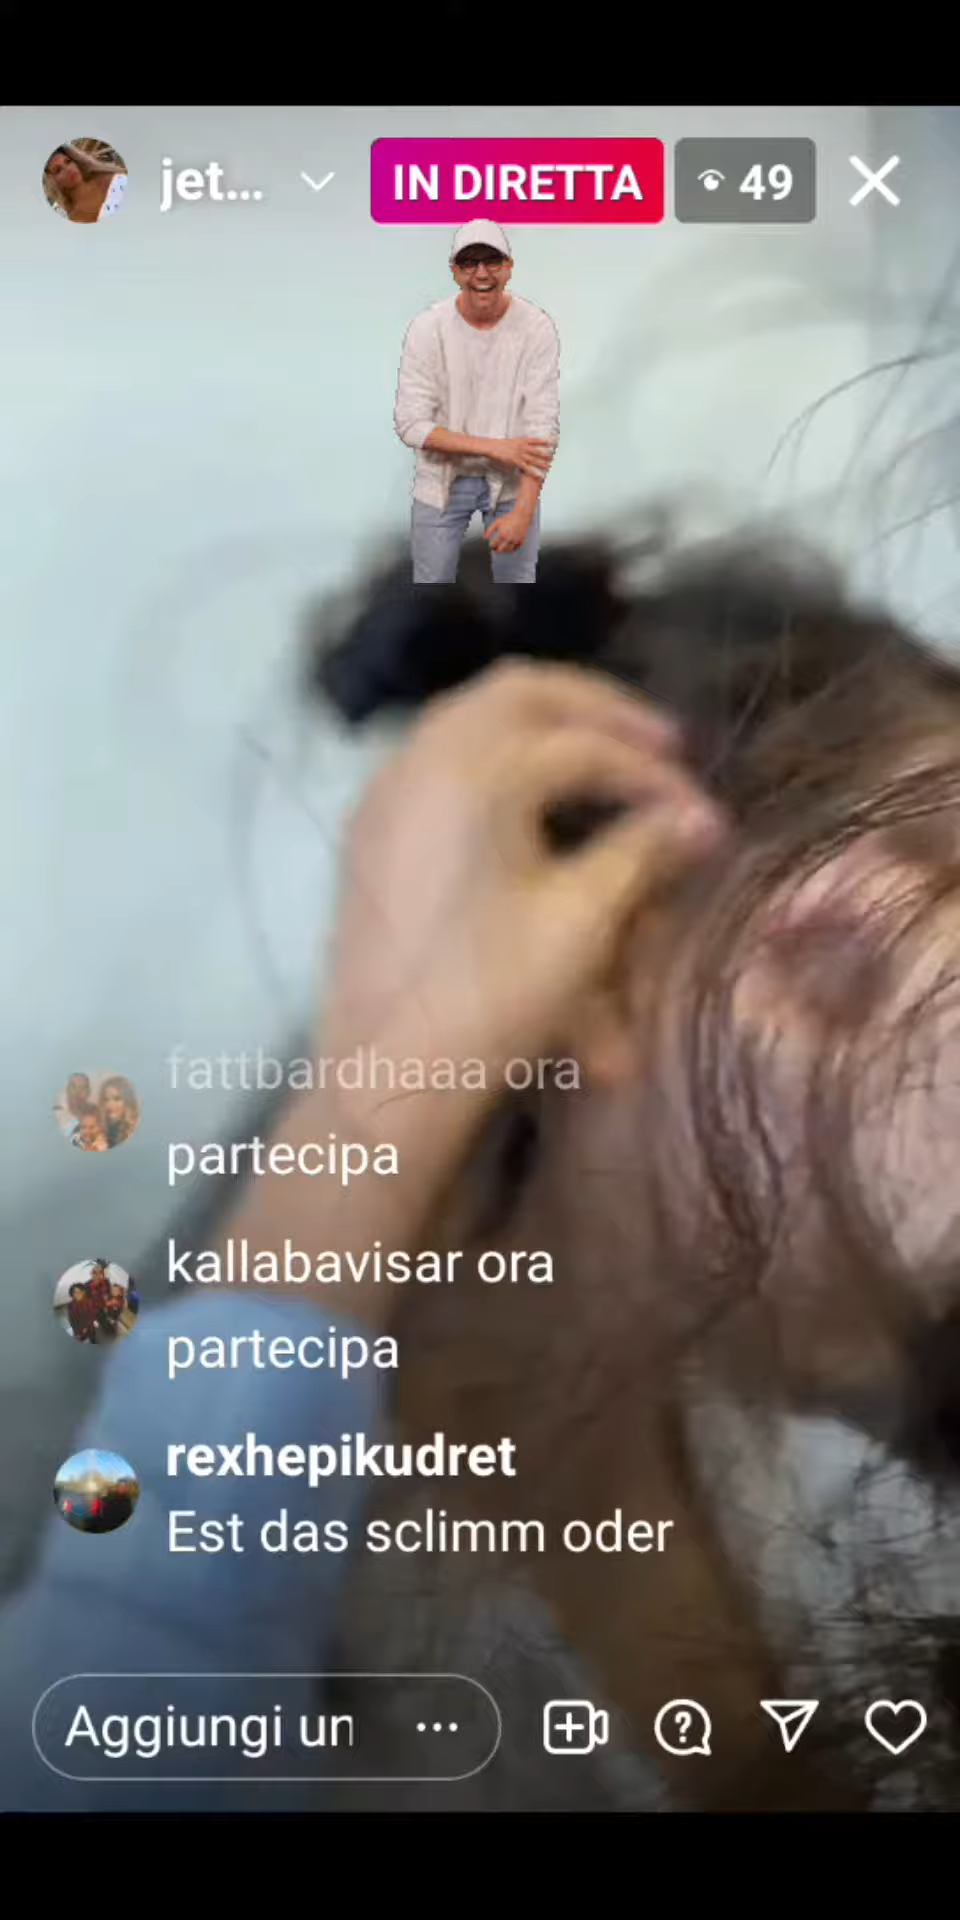 jet...
IN DIRETTA
49
fattbardhaaa ora
partecipa
kallabavisar ora
partecipa
rexhepikudret
Est das sclimm oder
Aggiungi un